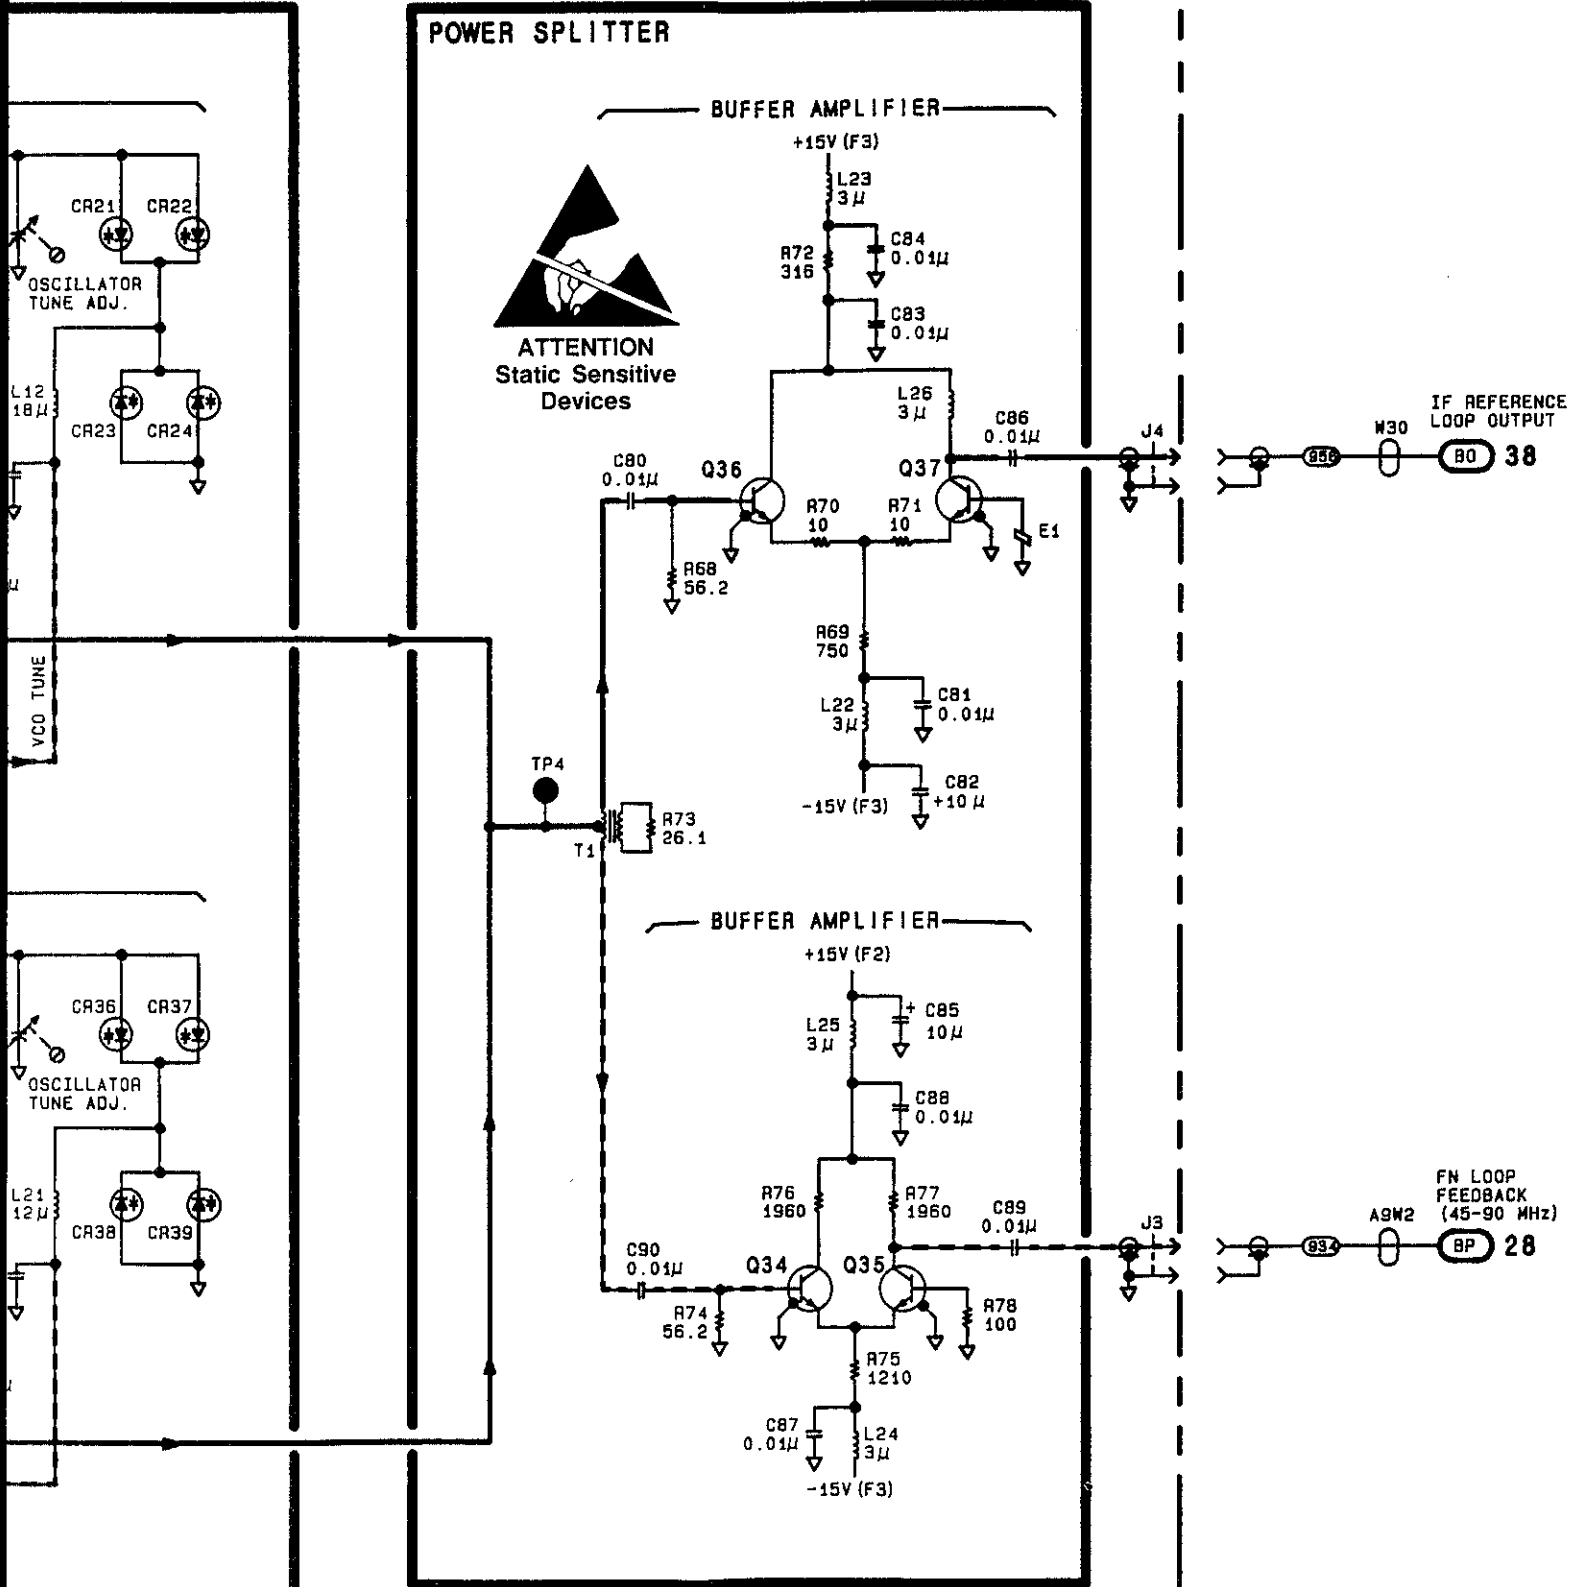 POWER SPLITTER
BUFFER AMPLIFIER
+15V (F3)
L23
3μ
C84
0.01μ
R72
316
C83
0.01μ
ATTENTION
Static Sensitive
Devices
CR21
CR22
OSCILLATOR
TUNE ADJ.
L12
18μ
CR23
CR24
L26
3μ
C86
0.01μ
J4
W30
IF REFERENCE
LOOP OUTPUT
BO
38
C80
0.01μ
Q36
Q37
R70
10
R71
10
E1
R68
56.2
μ
R69
750
VCO TUNE
L22
3μ
C81
0.01μ
C82
+10μ
-15V (F3)
TP4
T1
R73
26.1
BUFFER AMPLIFIER
+15V (F2)
+
C85
10μ
L25
3μ
C88
0.01μ
CR36
CR37
OSCILLATOR
TUNE ADJ.
L21
12μ
CR38
CR39
R76
1960
R77
1960
C89
0.01μ
J3
A9W2
FN LOOP
FEEDBACK
(45-90 MHz)
BP
28
C90
0.01μ
Q34
Q35
R74
56.2
R78
100
R75
1210
C87
0.01μ
L24
3μ
-15V (F3)